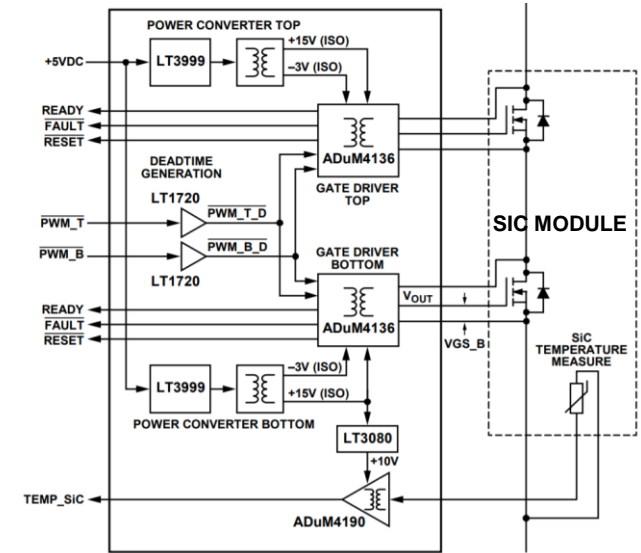 POWER CONVERTER TOP
+5VDC
LT3999
+15V (ISO)
–3V (ISO)
READY
FAULT
RESET
ADuM4136
GATE DRIVER
TOP
DEADTIME
GENERATION
LT1720
PWM_T
PWM_T_D
PWM_B
PWM_B_D
LT1720
SIC MODULE
GATE DRIVER
BOTTOM
VOUT
READY
FAULT
RESET
ADuM4136
VGS_B
SiC
TEMPERATURE
MEASURE
–3V (ISO)
LT3999
+15V (ISO)
POWER CONVERTER BOTTOM
LT3080
+10V
TEMP_SiC
ADuM4190